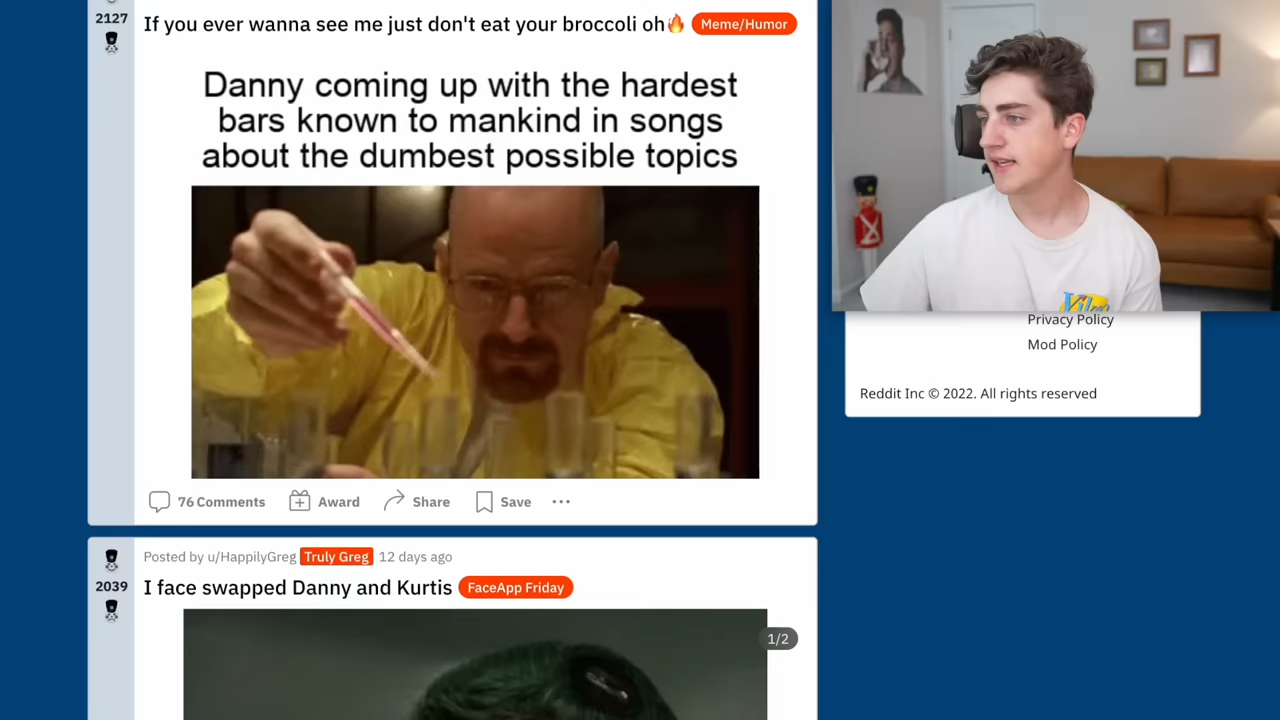 2127
If you ever wanna see me just don't eat your broccoli oh🔥 Meme/Humor
Danny coming up with the hardest
bars known to mankind in songs
about the dumbest possible topics
76 Comments Award Share Save ...
Posted by u/HappilyGreg Truly Greg 12 days ago
2039
I face swapped Danny and Kurtis FaceApp Friday
1/2
Privacy Policy
Mod Policy
Reddit Inc © 2022. All rights reserved